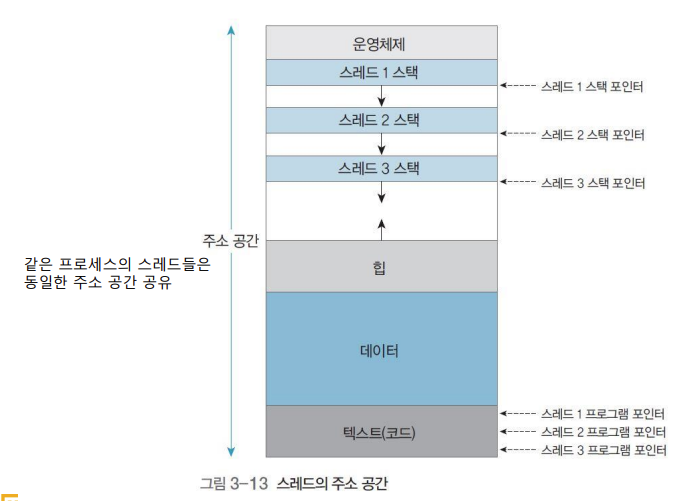 운영체제
스레드 1 스택
스레드 1 스택 포인터
스레드 2 스택
스레드 2 스택 포인터
스레드 3 스택
스레드 3 스택 포인터
주소 공간
같은 프로세스의 스레드들은
동일한 주소 공간 공유
힙
데이터
텍스트(코드)
스레드 1 프로그램 포인터
스레드 2 프로그램 포인터
스레드 3 프로그램 포인터
그림 3-13 스레드의 주소 공간